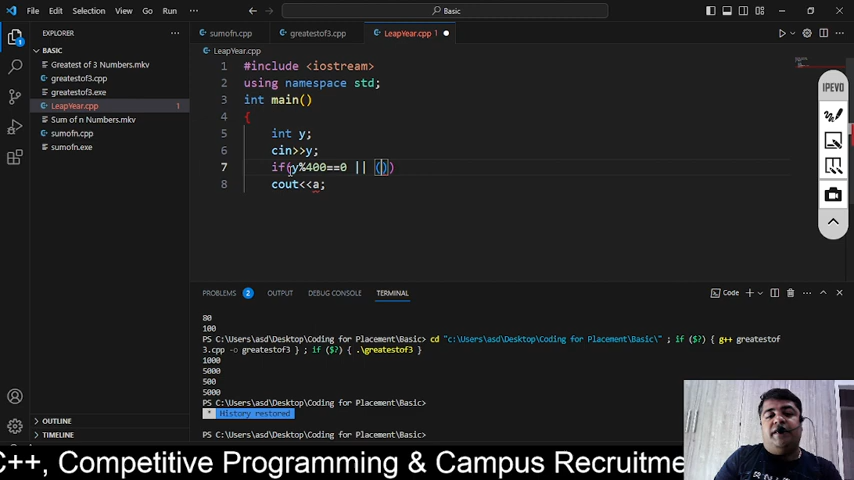 File Edit Selection View Go Run ...
Basic
EXPLORER
BASIC
Greatest of 3 Numbers.mkv
greatestof3.cpp
greatestof3.exe
LeapYear.cpp 1
Sum of n Numbers.mkv
sumofn.cpp
sumofn.exe
OUTLINE
TIMELINE
sumofn.cpp greatestof3.cpp LeapYear.cpp 1
LeapYear.cpp
1 #include <iostream>
2 using namespace std;
3 int main()
4 {
5 int y;
6 cin>>y;
7 if(y%400==0 || ())
8 cout<<a;
PROBLEMS 2 OUTPUT DEBUG CONSOLE TERMINAL
Code
80
100
PS C:\Users\asd\Desktop\Coding for Placement\Basic> cd "c:\Users\asd\Desktop\Coding for Placement\Basic\" ; if ($?) { g++ greatestof
3.cpp -o greatestof3 } ; if ($?) { .\greatestof3 }
1000
5000
500
5000
PS C:\Users\asd\Desktop\Coding for Placement\Basic>
* History restored
PS C:\Users\asd\Desktop\Coding for Placement\Basic>
IPEVO
C++, Competitive Programming & Campus Recruitme